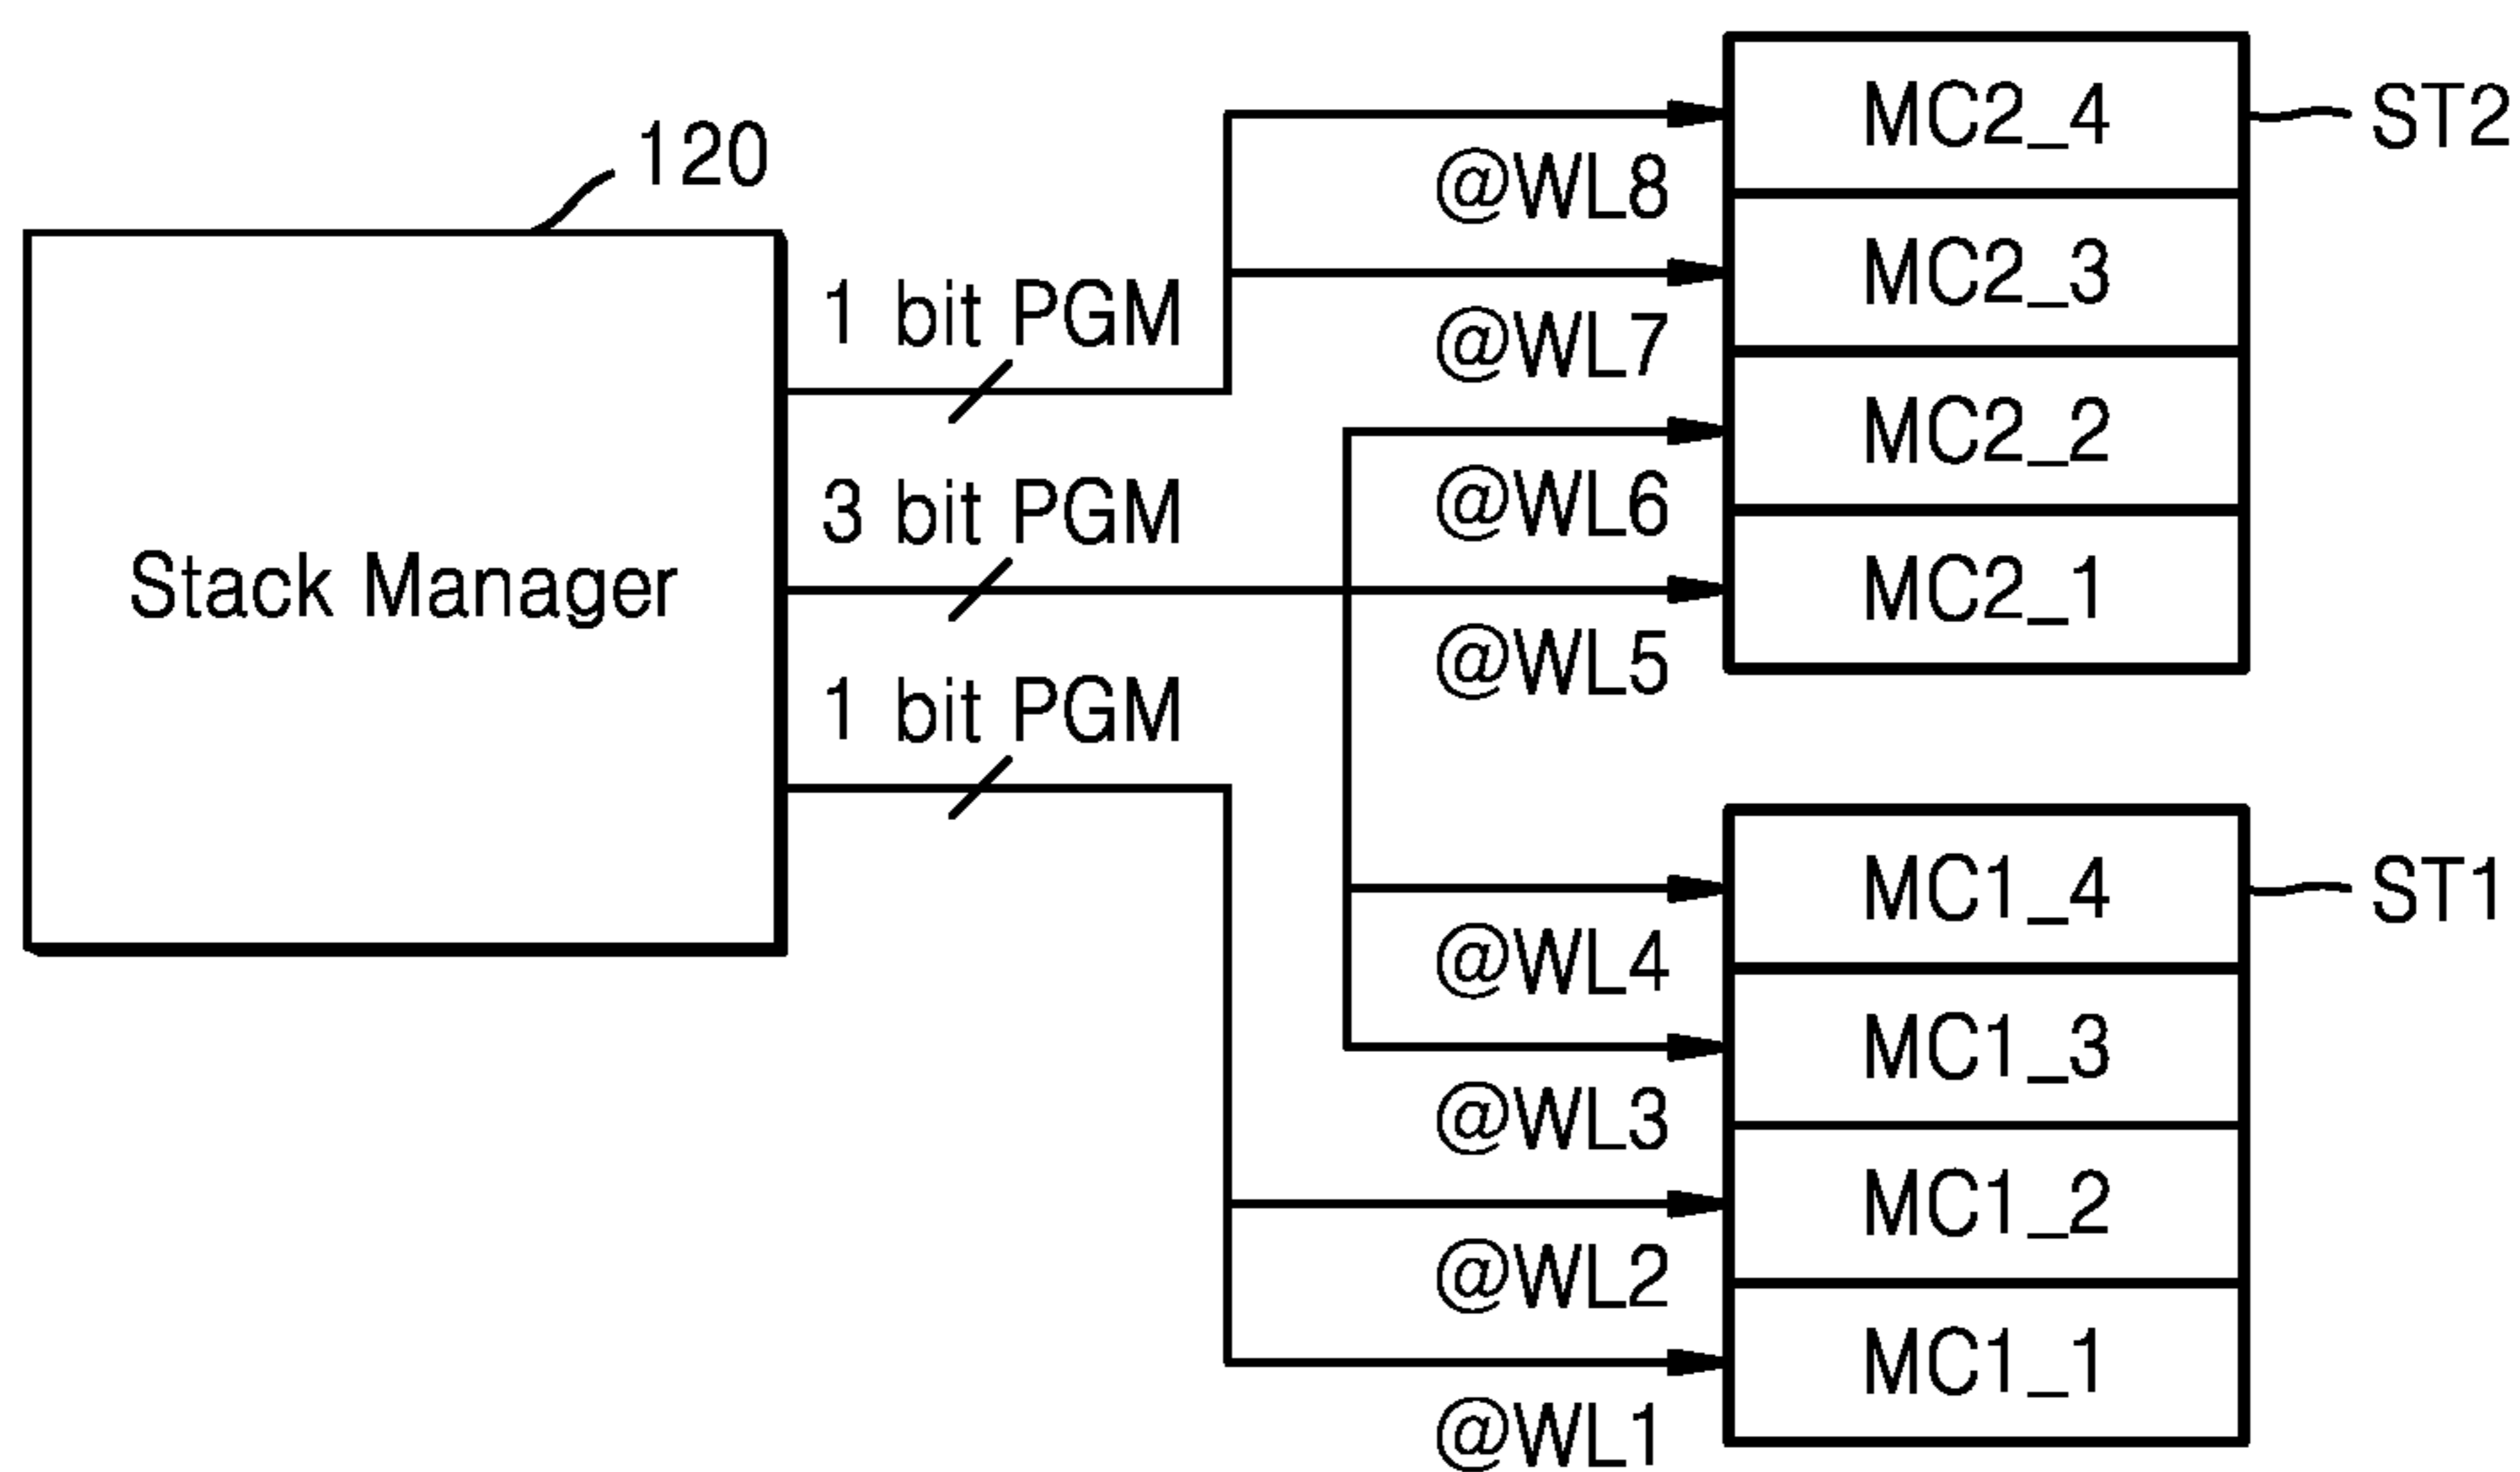 120
Stack Manager
1 bit PGM
3 bit PGM
1 bit PGM
@WL8
@WL7
@WL6
@WL5
@WL4
@WL3
@WL2
@WL1
MC2_4
MC2_3
MC2_2
MC2_1
ST2
MC1_4
MC1_3
MC1_2
MC1_1
ST1